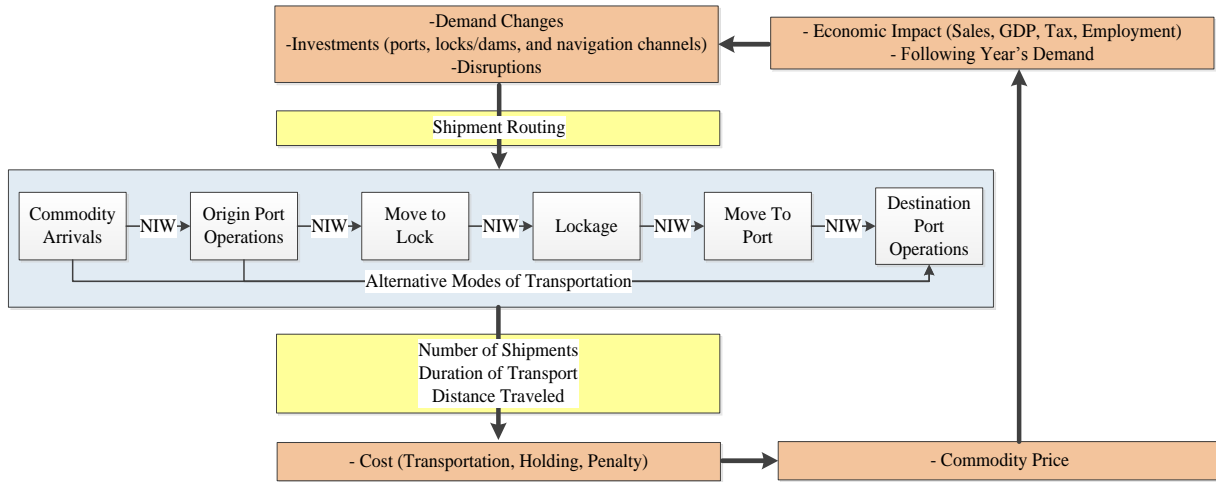 -Demand Changes
-Investments (ports, locks/dams, and navigation channels)
-Disruptions
- Economic Impact (Sales, GDP, Tax, Employment)
- Following Year's Demand
Shipment Routing
Commodity
Arrivals
NIW
Origin Port
Operations
NIW
Move to
Lock
NIW
Lockage
NIW
Move To
Port
NIW
Destination
Port
Operations
Alternative Modes of Transportation
Number of Shipments
Duration of Transport
Distance Traveled
- Cost (Transportation, Holding, Penalty)
- Commodity Price